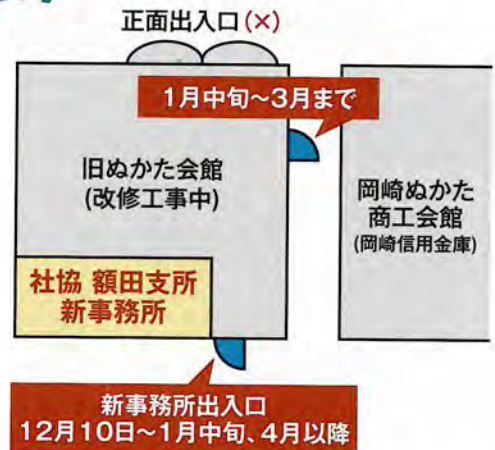 正面出入口(×)
1月中旬～3月まで
旧ぬかた会館
(改修工事中)
岡崎ぬかた
商工会館
(岡崎信用金庫)
社協 額田支所
新事務所
新事務所出入口
12月10日～1月中旬、4月以降